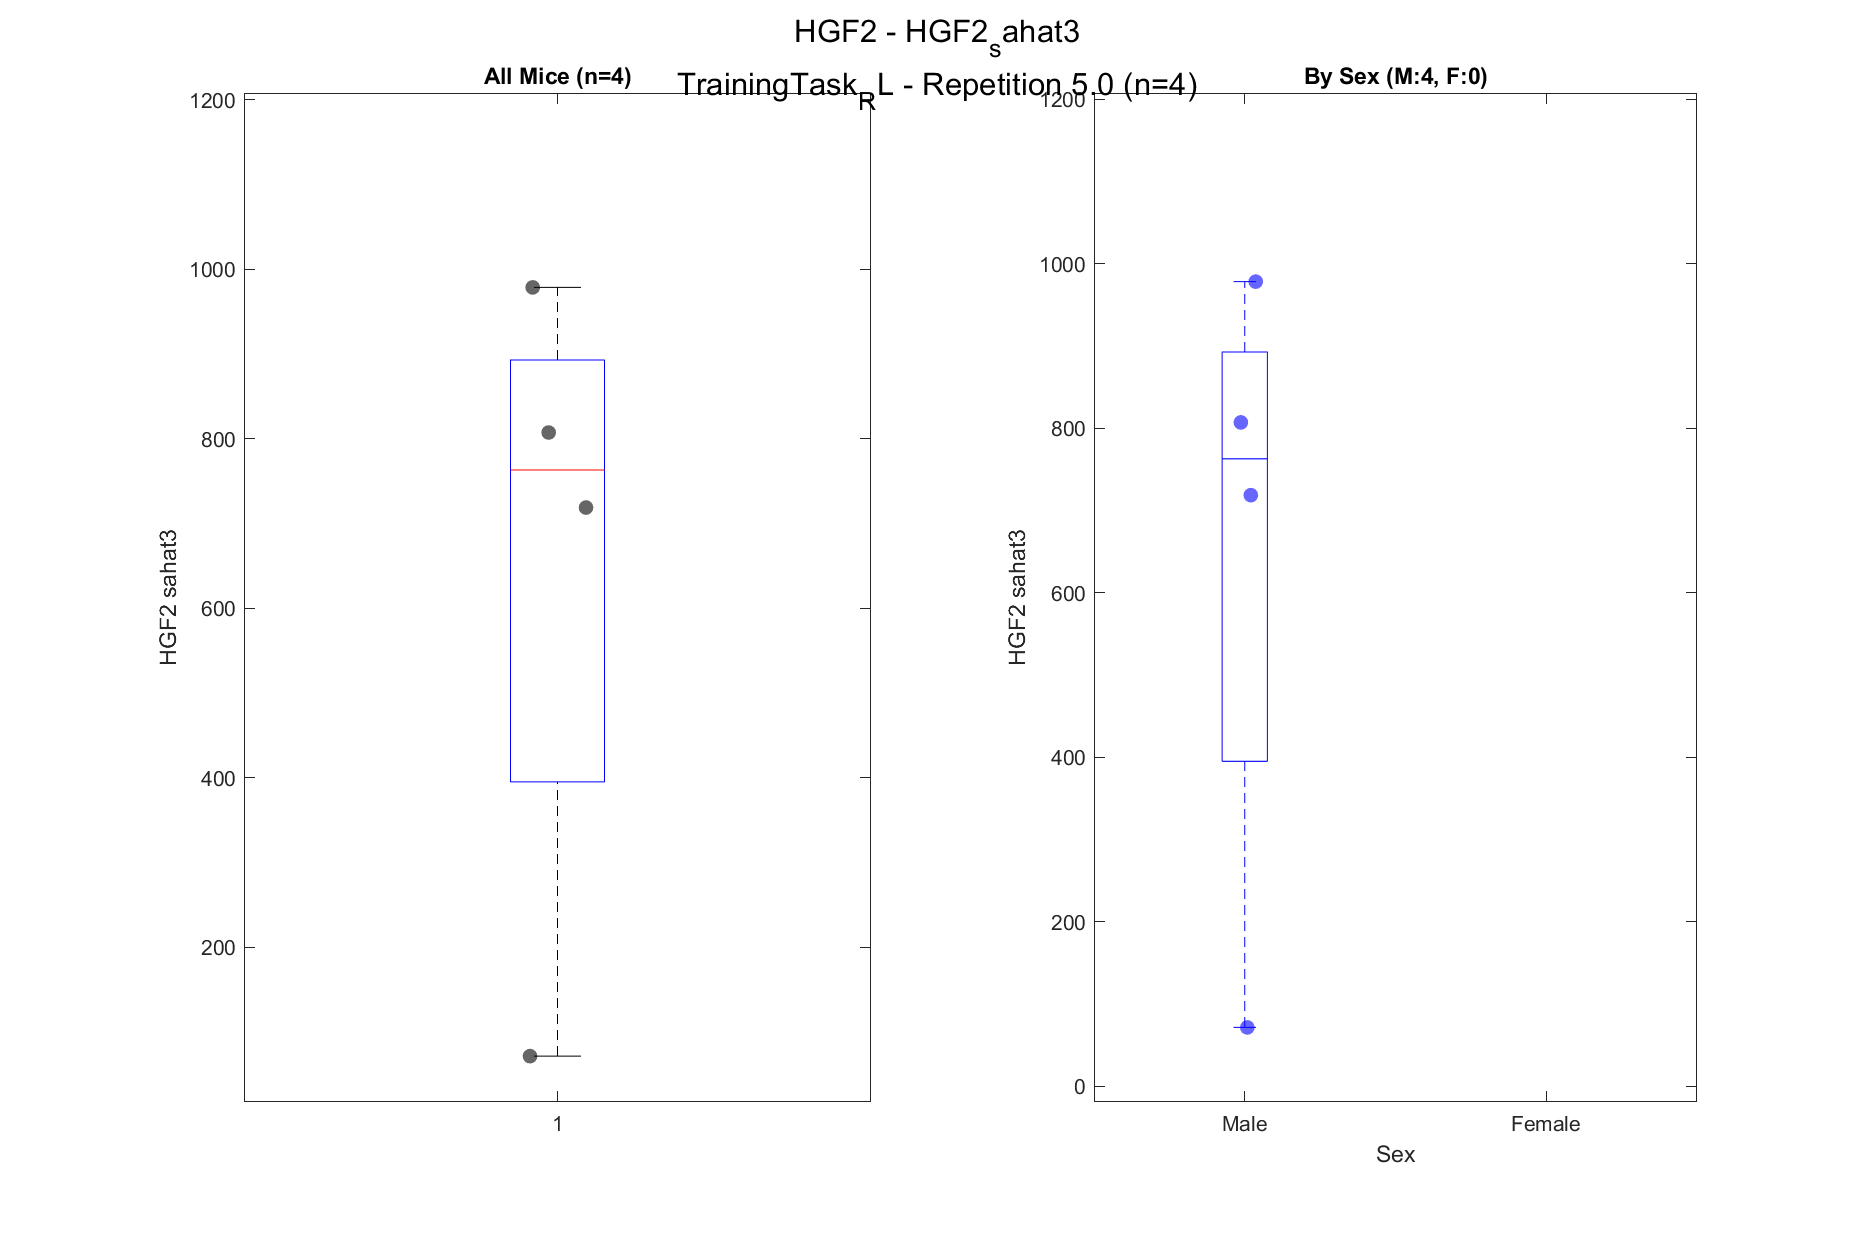 HGF2 - HGF2sahat3
TrainingTaskRL - Repetition 5.0 (n=4)
All Mice (n=4)
1200
1000
800
600
400
200
HGF2 sahat3
1
By Sex (M:4, F:0)
1200
1000
800
600
400
200
0
HGF2 sahat3
Male
Female
Sex